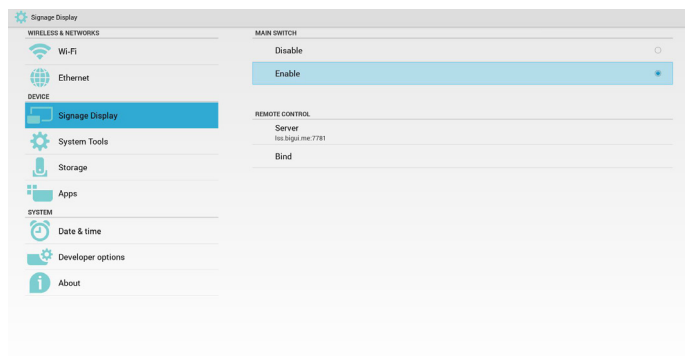 Signage Display
WIRELESS & NETWORKS
Wi-Fi
Ethernet
DEVICE
Signage Display
System Tools
Storage
Apps
SYSTEM
Date & time
Developer options
About
MAIN SWITCH
Disable
Enable
REMOTE CONTROL
Server
lss.bigui.me:7781
Bind